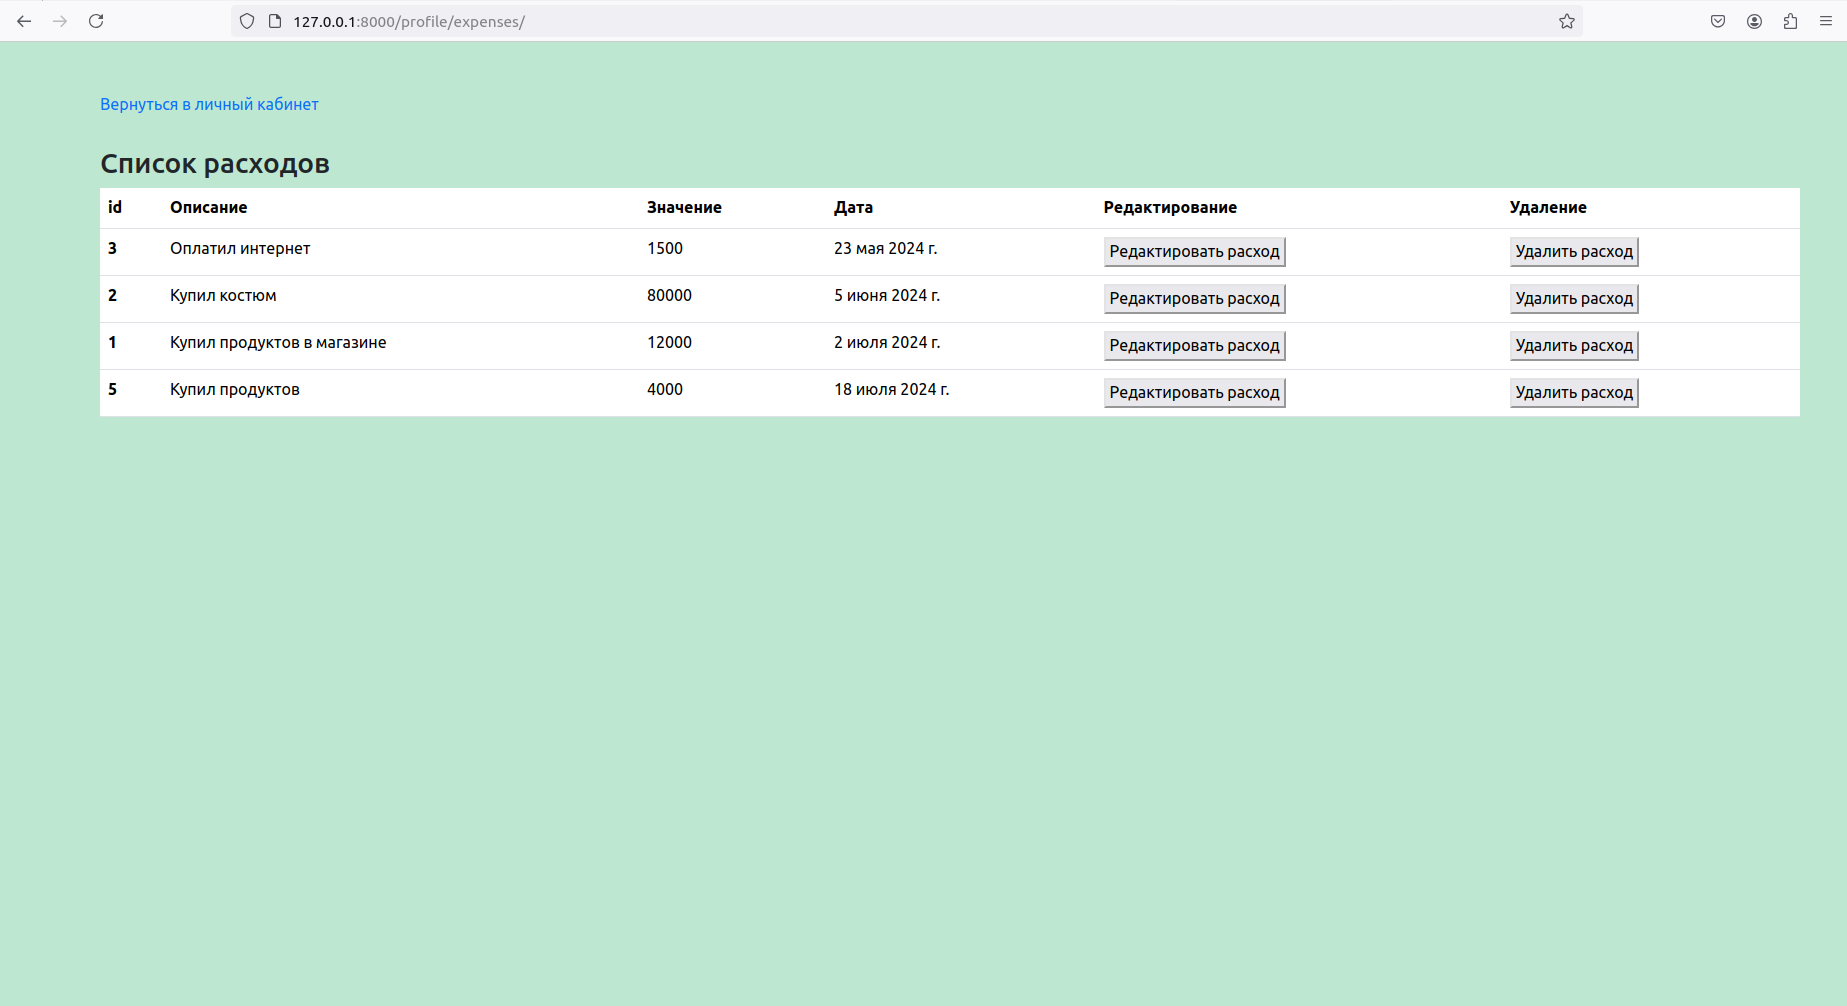 127.0.0.1:8000/profile/expenses/
Вернуться в личный кабинет
Список расходов
id Описание Значение Дата Редактирование Удаление
3 Оплатил интернет 1500 23 мая 2024 г. Редактировать расход Удалить расход
2 Купил костюм 80000 5 июня 2024 г. Редактировать расход Удалить расход
1 Купил продуктов в магазине 12000 2 июля 2024 г. Редактировать расход Удалить расход
5 Купил продуктов 4000 18 июля 2024 г. Редактировать расход Удалить расход